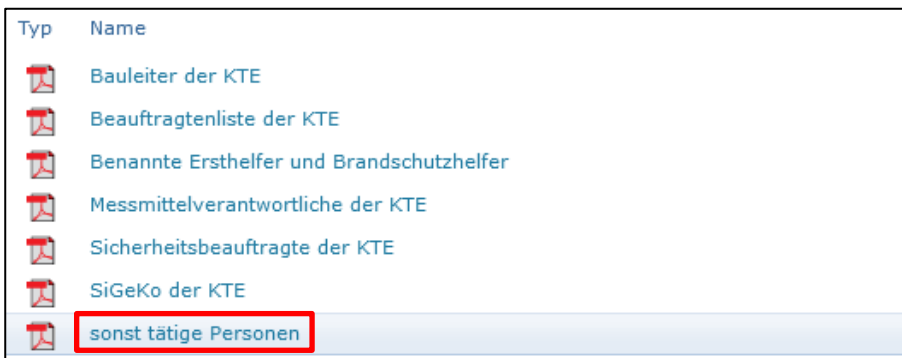 Typ Name
Bauleiter der KTE
Beauftragtenliste der KTE
Benannte Ersthelfer und Brandschutzhelfer
Messmittelverantwortliche der KTE
Sicherheitsbeauftragte der KTE
SiGeKo der KTE
sonst tätige Personen